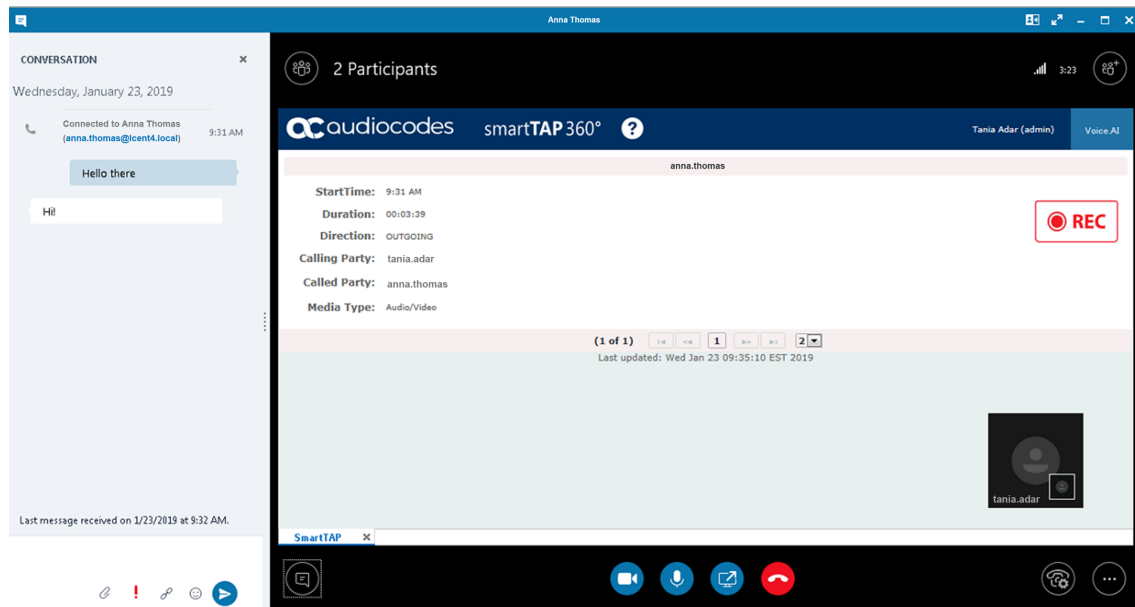 Anna Thomas
CONVERSATION
Wednesday, January 23, 2019
Connected to Anna Thomas
(anna.thomas@lcent4.local)
9:31 AM
Hello there
Hi!
Last message received on 1/23/2019 at 9:32 AM.
2 Participants
3:23
audiocodes smartTAP 360° ?
Tania Adar (admin)
Voice.AI
anna.thomas
StartTime: 9:31 AM
Duration: 00:03:39
Direction: OUTGOING
Calling Party: tania.adar
Called Party: anna.thomas
Media Type: Audio/Video
REC
(1 of 1) 1 2
Last updated: Wed Jan 23 09:35:10 EST 2019
tania.adar
SmartTAP